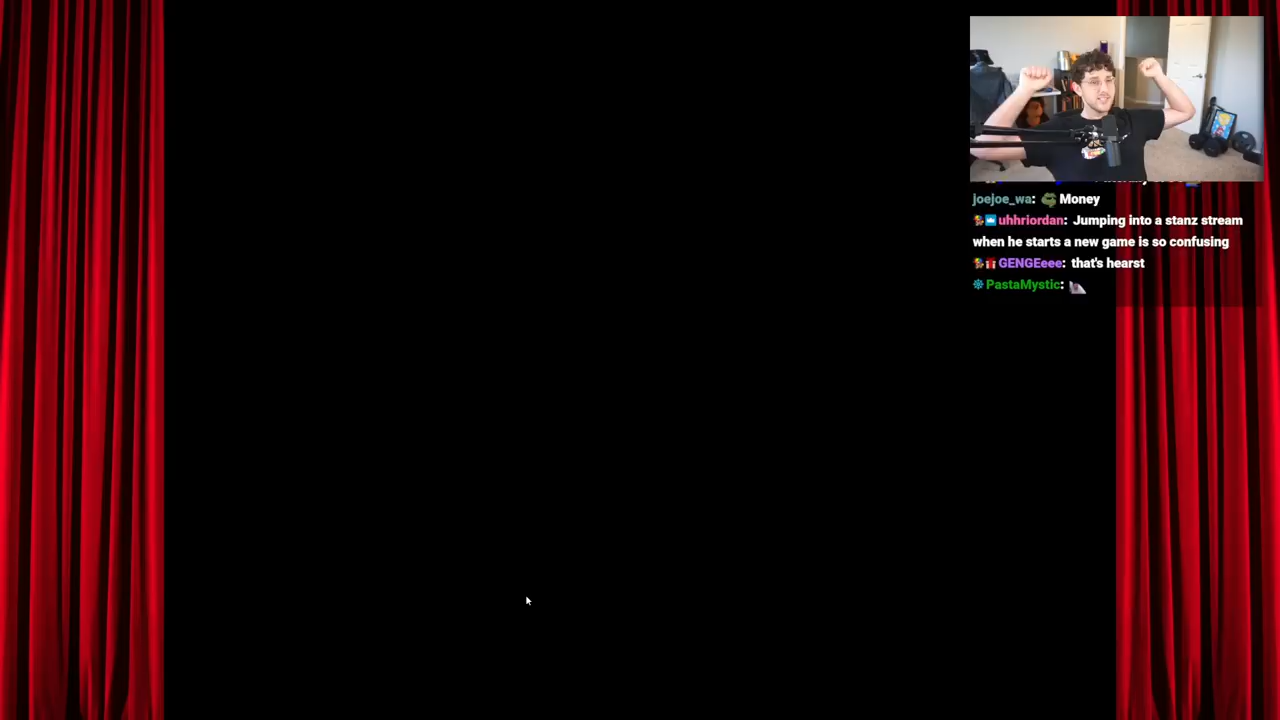 joejoe_wa: Money
uhhriordan: Jumping into a stanz stream
when he starts a new game is so confusing
GENGEeee: that's hearst
PastaMystic: